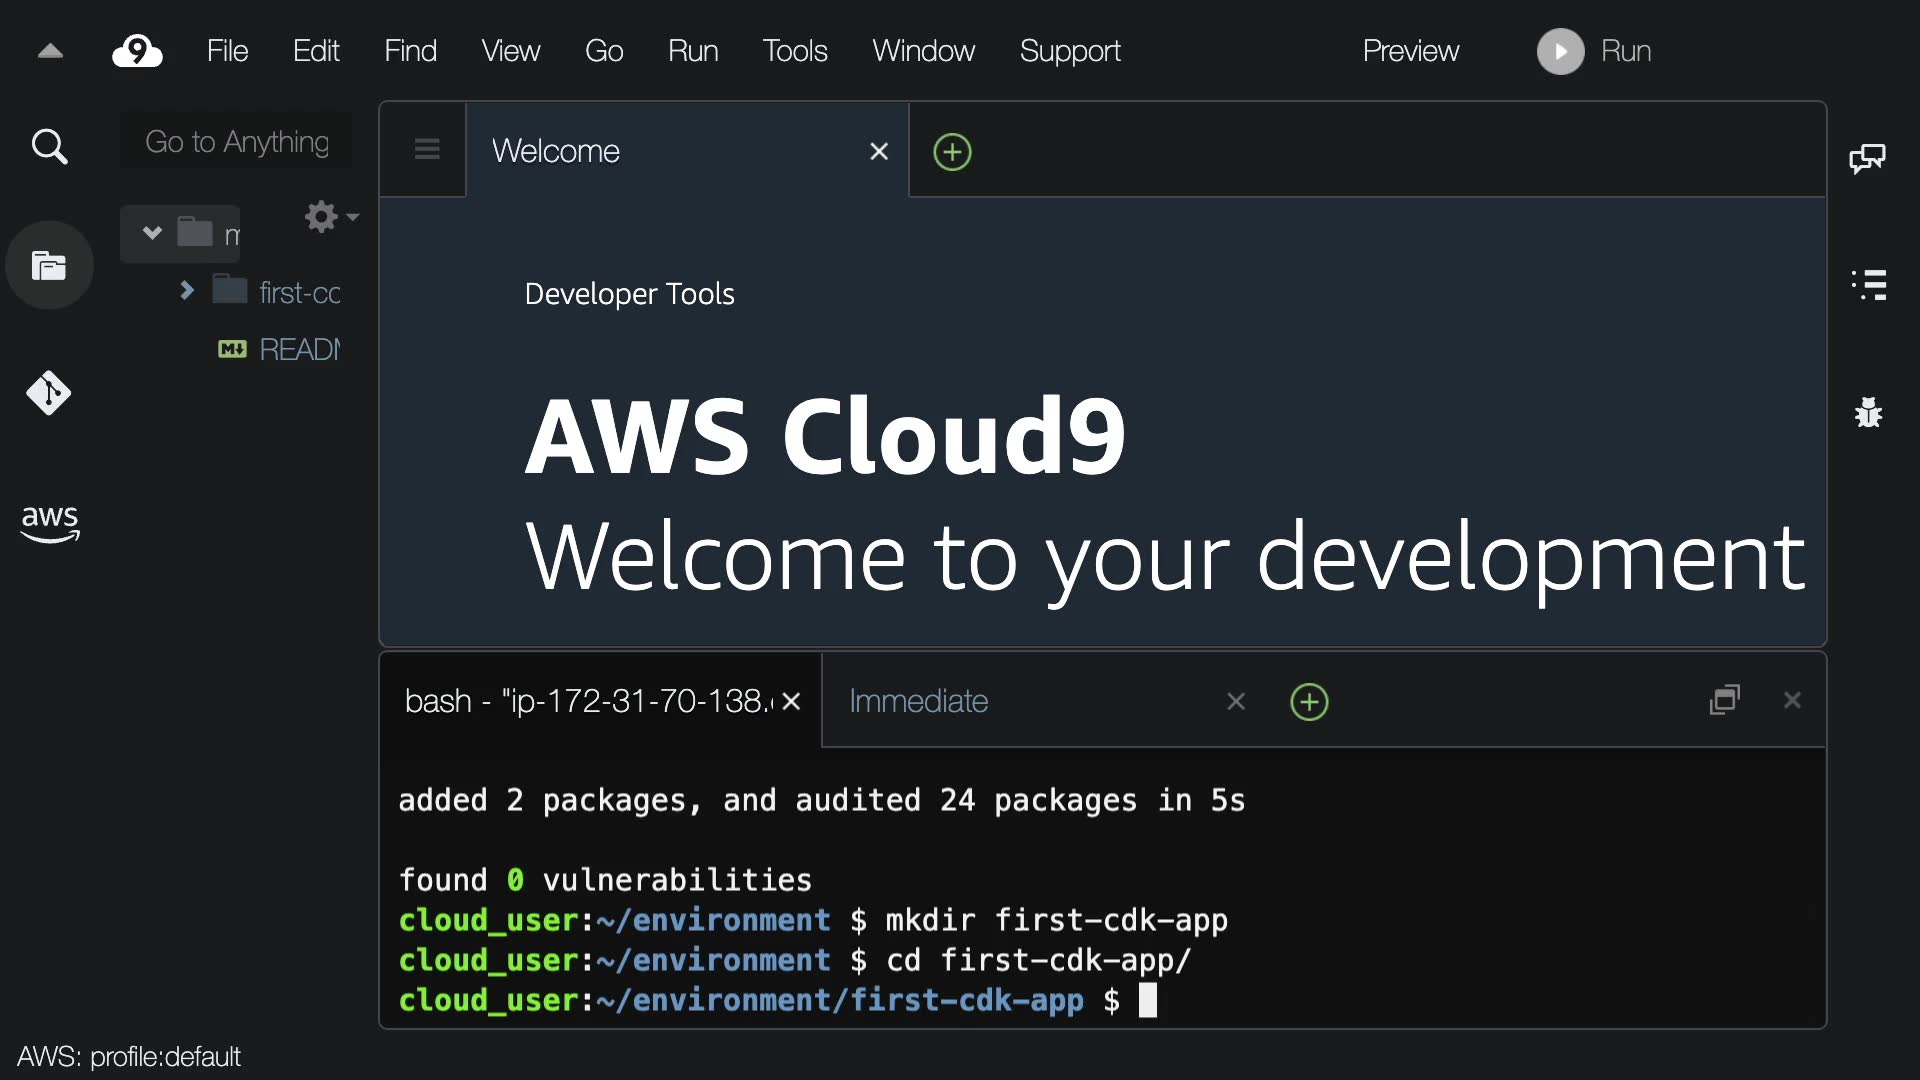 9 File Edit Find View Go Run Tools Window Support Preview Run
Go to Anything
Welcome
m
first-cd
READM
aws
Developer Tools
AWS Cloud9
Welcome to your development
bash - "ip-172-31-70-138.
Immediate
added 2 packages, and audited 24 packages in 5s
found 0 vulnerabilities
cloud_user:~/environment $ mkdir first-cdk-app
cloud_user:~/environment $ cd first-cdk-app/
cloud_user:~/environment/first-cdk-app $
AWS: profile:default